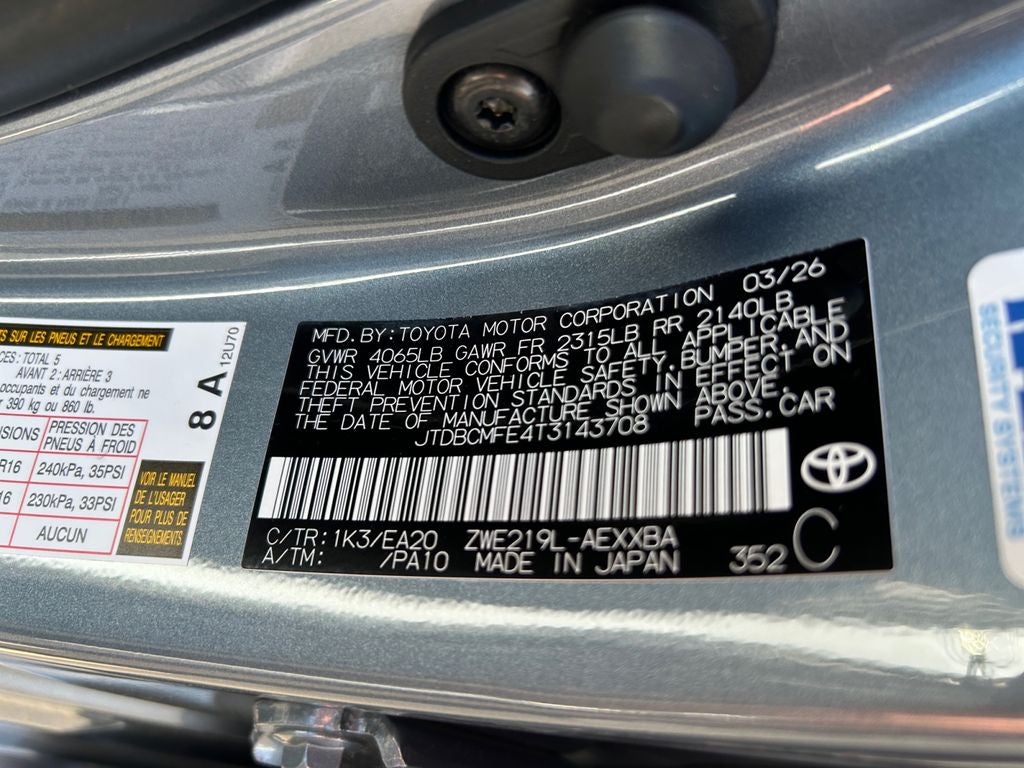 TS SUR LES PNEUS ET LE CHARGEMENT
CES: TOTAL 5
AVANT 2: ARRIÈRE 3
occupants et du chargement ne
r 390 kg ou 860 lb.
SIONS
PRESSION DES
PNEUS À FROID
R16
240kPa, 35PSI
16
230kPa, 33PSI
AUCUN
VOIR LE MANUEL
DE L'USAGER
POUR PLUS DE
RENSEIGNEMENTS
8 A
12U70
MFD.BY: TOYOTA MOTOR CORPORATION 03/26
GVWR 4065LB GAWR FR 2315LB RR 2140LB
THIS VEHICLE CONFORMS TO ALL APPLICABLE
FEDERAL MOTOR VEHICLE SAFETY,BUMPER,AND
THEFT PREVENTION STANDARDS IN EFFECT ON
THE DATE OF MANUFACTURE SHOWN ABOVE.
JTDBCMFE4T3143708 PASS.CAR
C/TR: 1K3/EA20 ZWE219L-AEXXBA
A/TM: /PA10 MADE IN JAPAN 352 C
SECURITY SYSTEMS